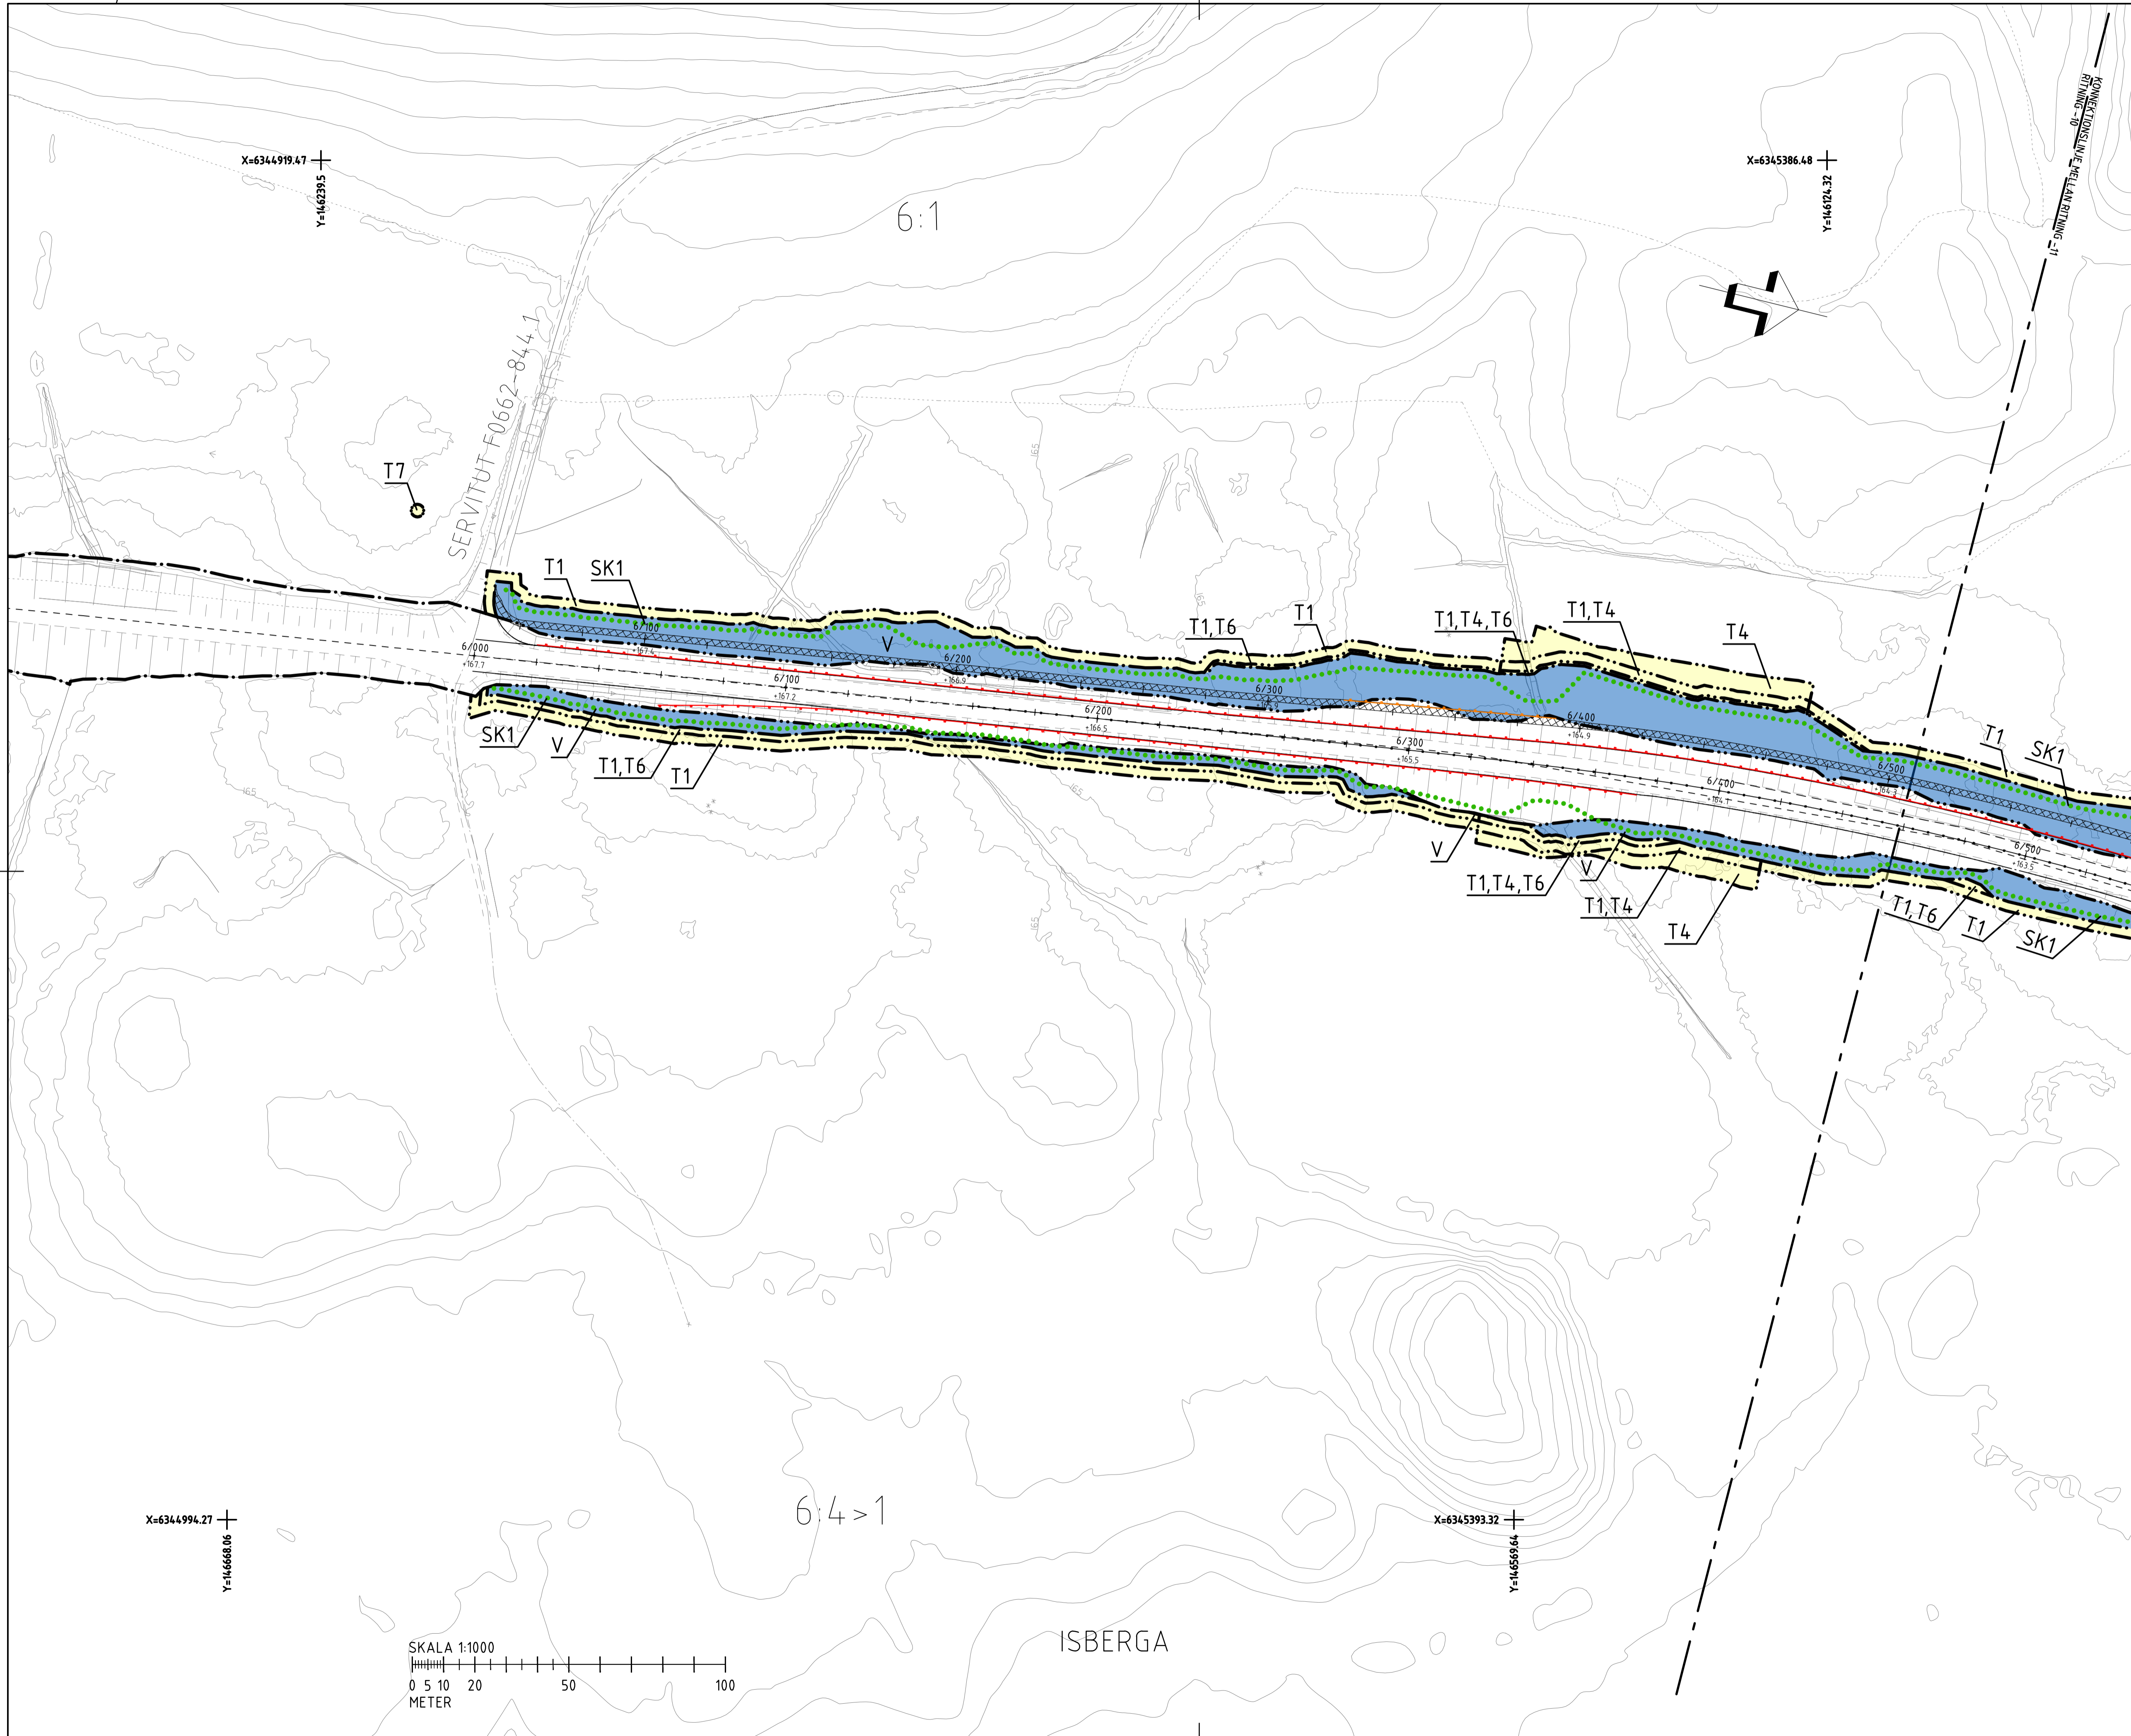 KONNEKTIONSLINJE MELLAN RITNING -11
RITNING -10
X=6344919.47
Y=146239.5
X=6345386.48
Y=146124.32
6:1
SERVITUT F0662-844.1
T7
T1
SK1
V
T1,T6
T1
T1,T4,T6
T1,T4
T4
T1
SK1
165
165
6/000
+167.7
6/100
+167.4
6/200
+166.9
6/300
6/400
+164.9
6/500
+164.3
6/100
+167.2
6/200
+166.5
6/300
+165.5
6/400
+164.1
6/500
+163.5
SK1
V
T1,T6
T1
V
T1,T4,T6
V
T1,T4
T4
T1,T6
T1
SK1
165
165
165
6:4>1
X=6344994.27
Y=146668.06
X=6345393.32
Y=146569.64
ISBERGA
SKALA 1:1000
0 5 10 20 50 100
METER